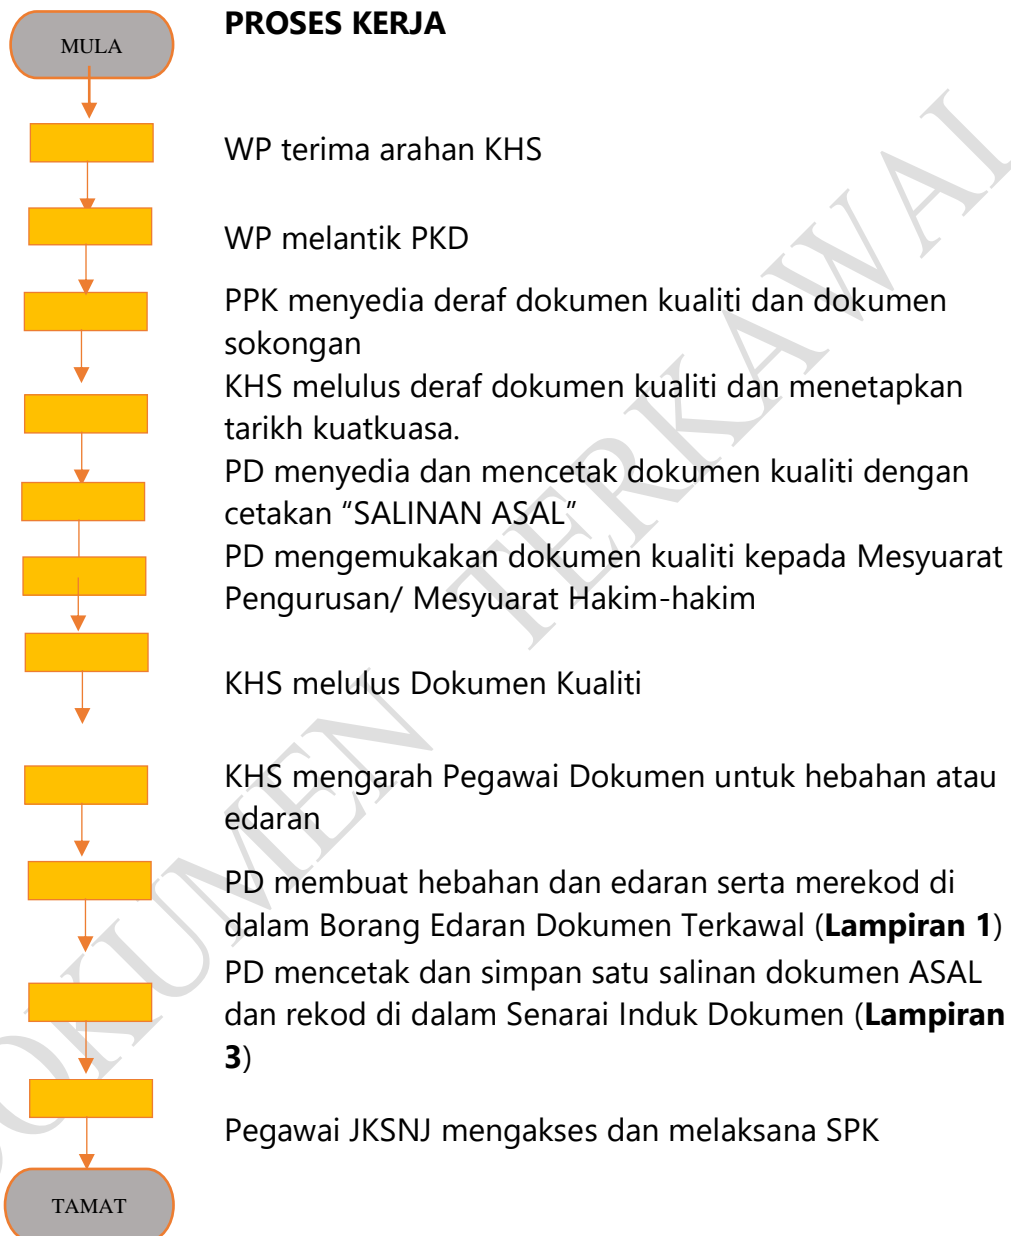 PROSES KERJA
MULA
WP terima arahan KHS
WP melantik PKD
PPK menyedia deraf dokumen kualiti dan dokumen
sokongan
KHS melulus deraf dokumen kualiti dan menetapkan
tarikh kuatkuasa.
PD menyedia dan mencetak dokumen kualiti dengan
cetakan “SALINAN ASAL”
PD mengemukakan dokumen kualiti kepada Mesyuarat
Pengurusan/ Mesyuarat Hakim-hakim
KHS melulus Dokumen Kualiti
KHS mengarah Pegawai Dokumen untuk hebahan atau
edaran
PD membuat hebahan dan edaran serta merekod di
dalam Borang Edaran Dokumen Terkawal (Lampiran 1)
PD mencetak dan simpan satu salinan dokumen ASAL
dan rekod di dalam Senarai Induk Dokumen (Lampiran
3)
Pegawai JKSNJ mengakses dan melaksana SPK
TAMAT
DOKUMEN TERKAWAL